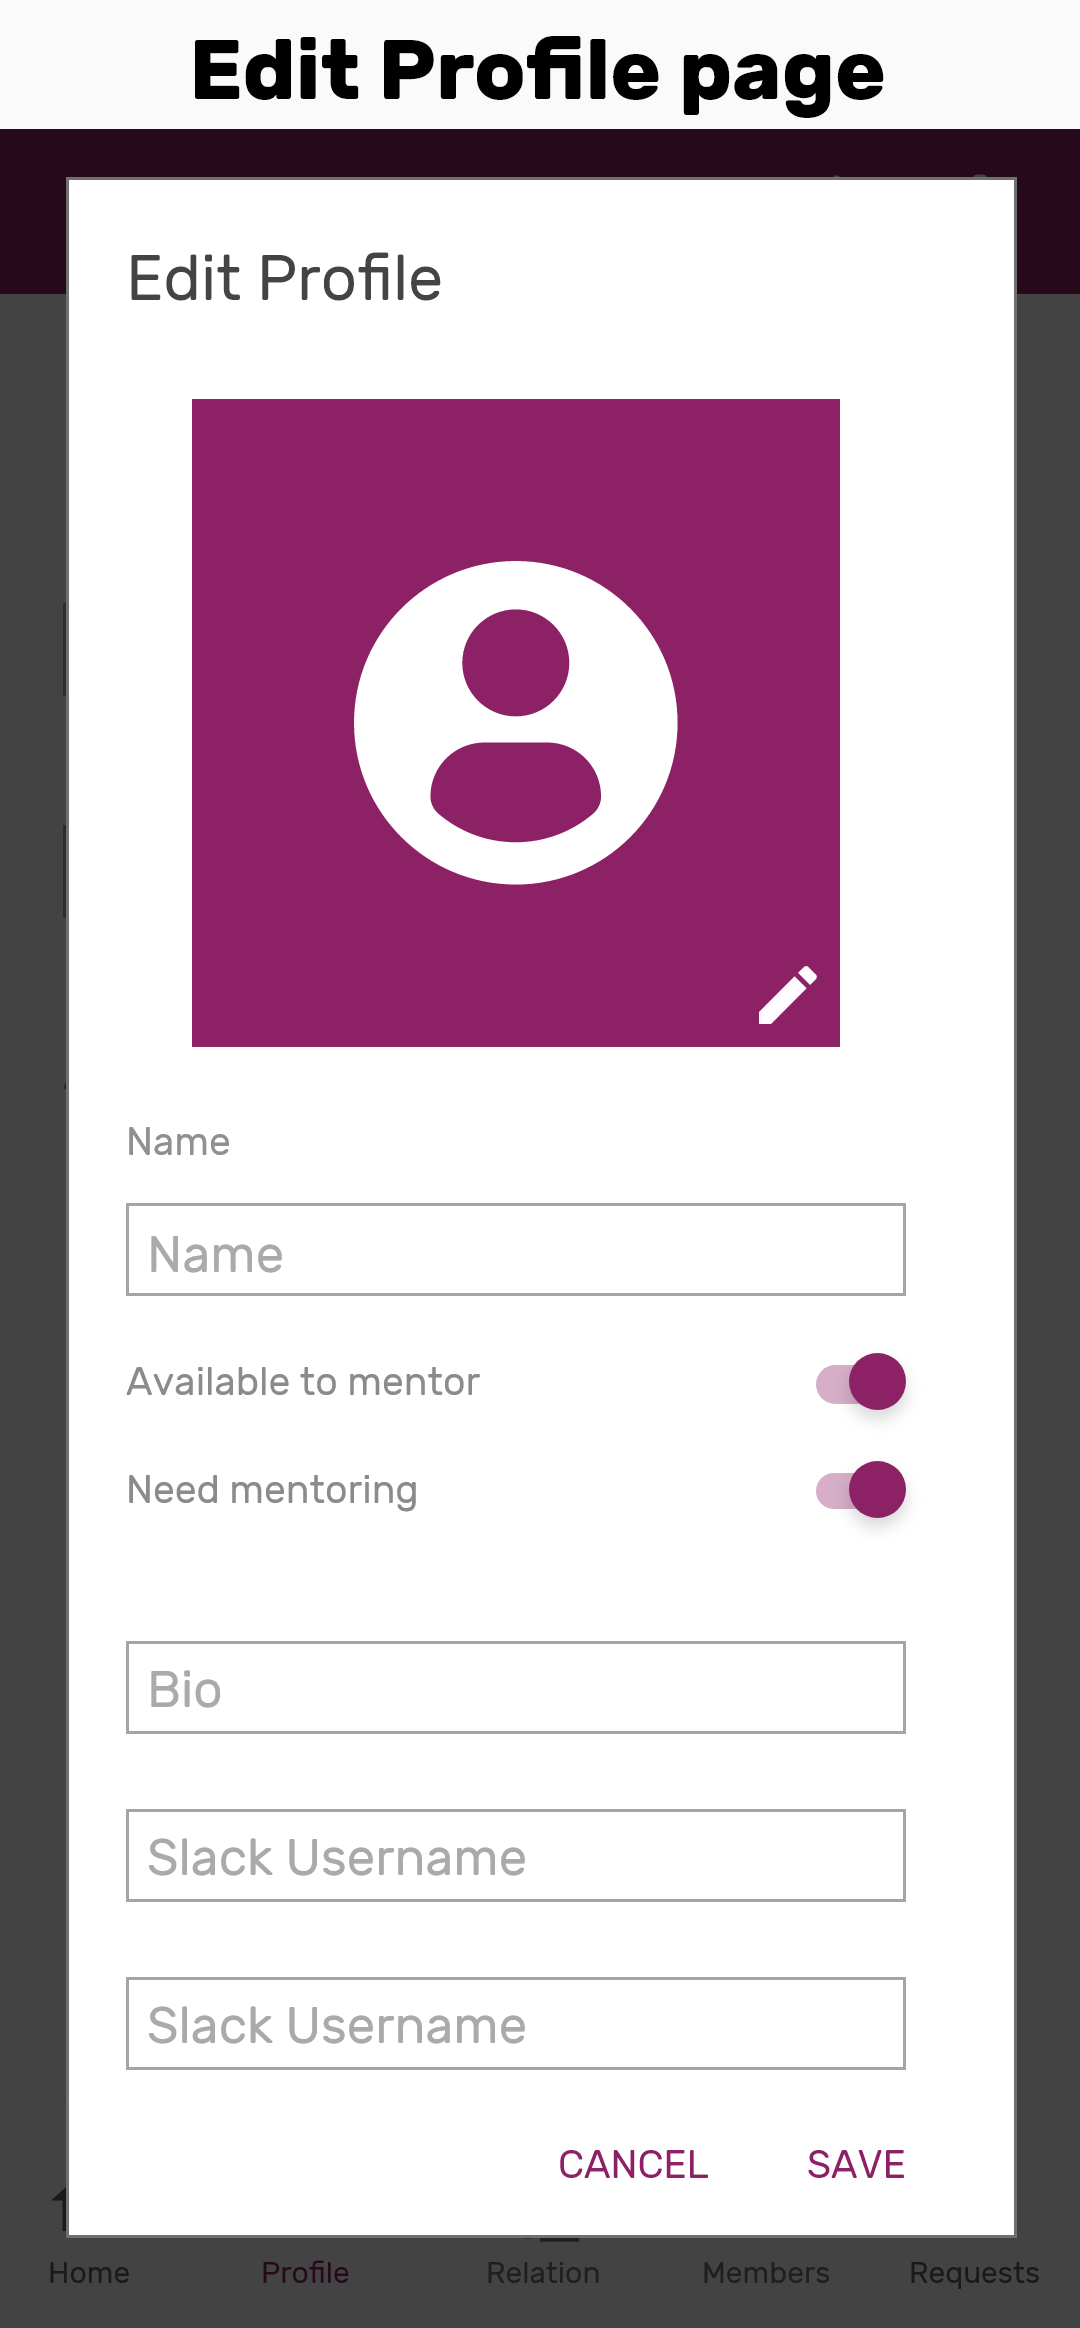 Edit Profile page
Edit Profile
Name
Name
Available to mentor
Need mentoring
Bio
Slack Username
Slack Username
CANCEL SAVE
Home Profile Relation Members Requests